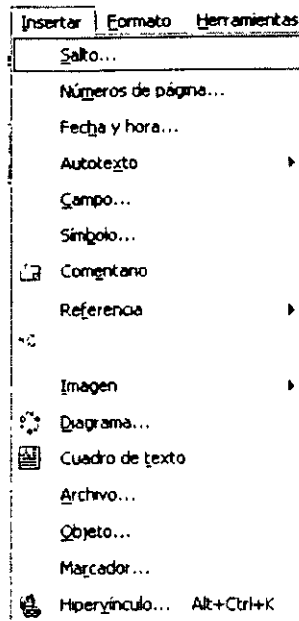 Insertar Formato Herramientas
Salto...
Números de página...
Fecha y hora...
Autotexto
Campo...
Símbolo...
Comentario
Referencia
Imagen
Diagrama...
Cuadro de texto
Archivo...
Objeto...
Marcador...
Hipervínculo... Alt+Ctrl+K